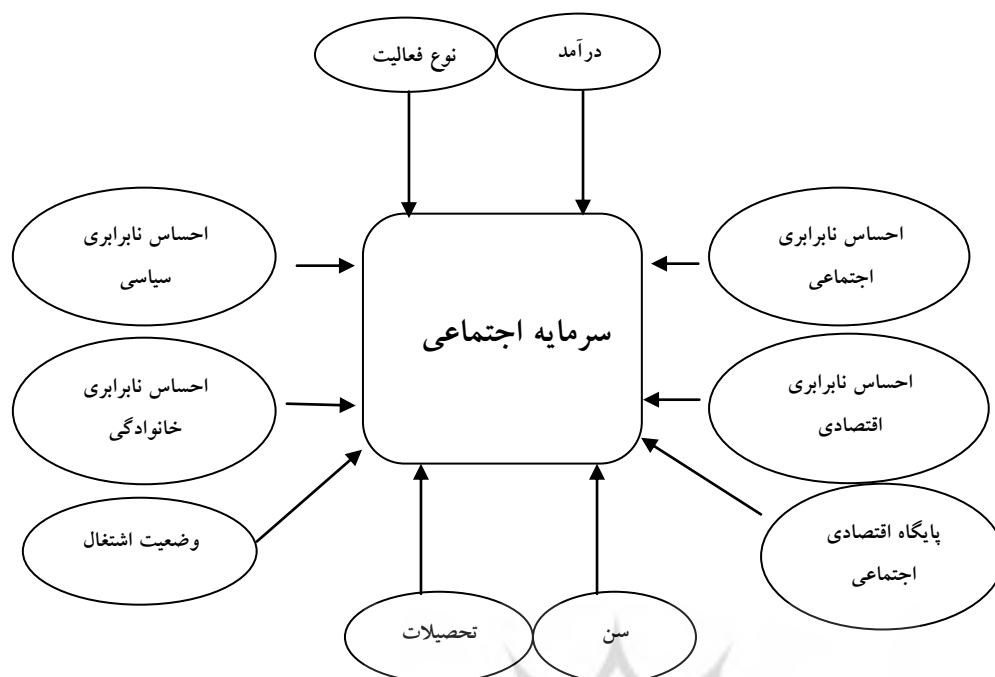 درآمد
نوع فعالیت
احساس نابرابری
اجتماعی
احساس نابرابری
سیاسی
سرمایه اجتماعی
احساس نابرابری
اقتصادی
احساس نابرابری
خانوادگی
پایگاه اقتصادی
اجتماعی
وضعیت اشتغال
سن
تحصیلات